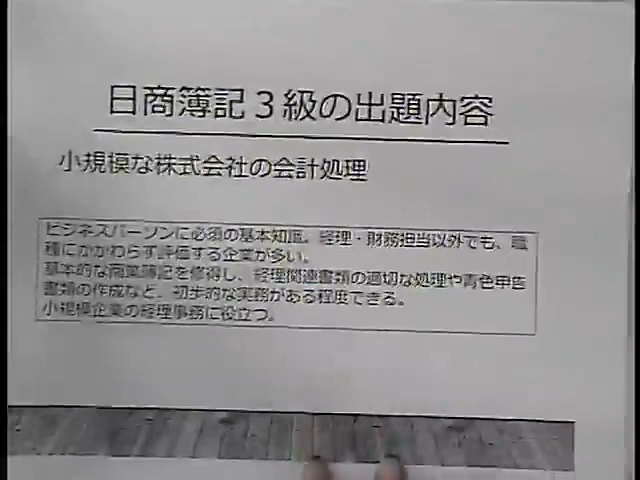 日商簿記３級の出題内容
小規模な株式会社の会計処理
ビジネスパーソンに必須の基本知識。経理・財務担当以外でも、職
種にかかわらず評価する企業が多い。
基本的な商業簿記を修得し、経理関連書類の適切な処理や青色申告
書類の作成など、初歩的な実務がある程度できる。
小規模企業の経理事務に役立つ。